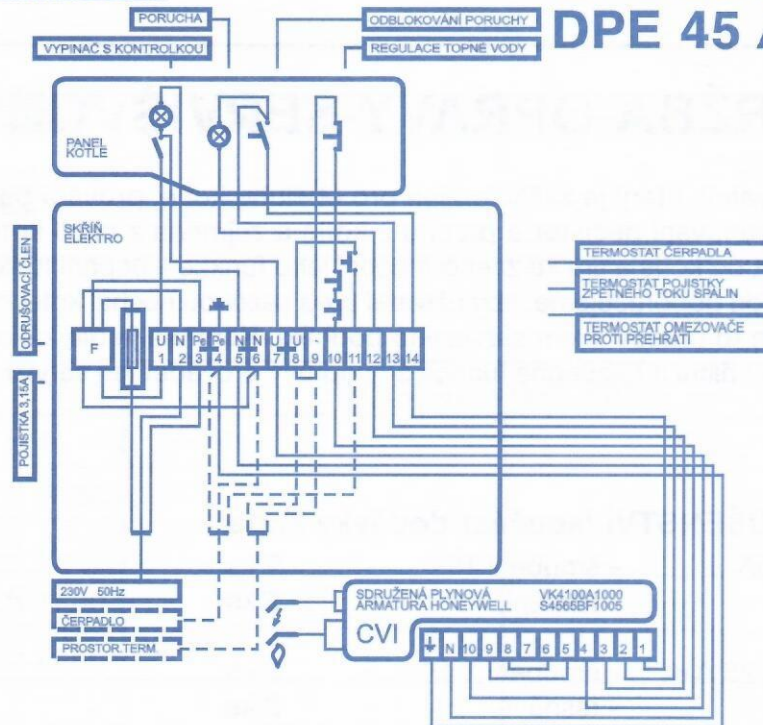 PORUCHA
ODBLOKOVÁNÍ PORUCHY
DPE 45 A
VYPINAČ S KONTROLKOU
REGULACE TOPNÉ VODY
PANEL
KOTLE
SKŘÍŇ
ELEKTRO
ODRUŠOVACÍ ČLEN
POJISTKA 3,15A
TERMOSTAT ČERPADLA
TERMOSTAT POJISTKY
ZPĚTNÉHO TOKU SPALIN
TERMOSTAT OMEZOVAČE
PROTI PŘEHŘÁTÍ
F
U N Pe Pe N N U U ~
1 2 3 4 5 6 7 8 9 10 11 12 13 14
230V 50Hz
ČERPADLO
PROSTOR.TERM.
SDRUŽENÁ PLYNOVÁ VK4100A1000
ARMATURA HONEYWELL S4565BF1005
CVI
N 10 9 8 7 6 5 4 3 2 1